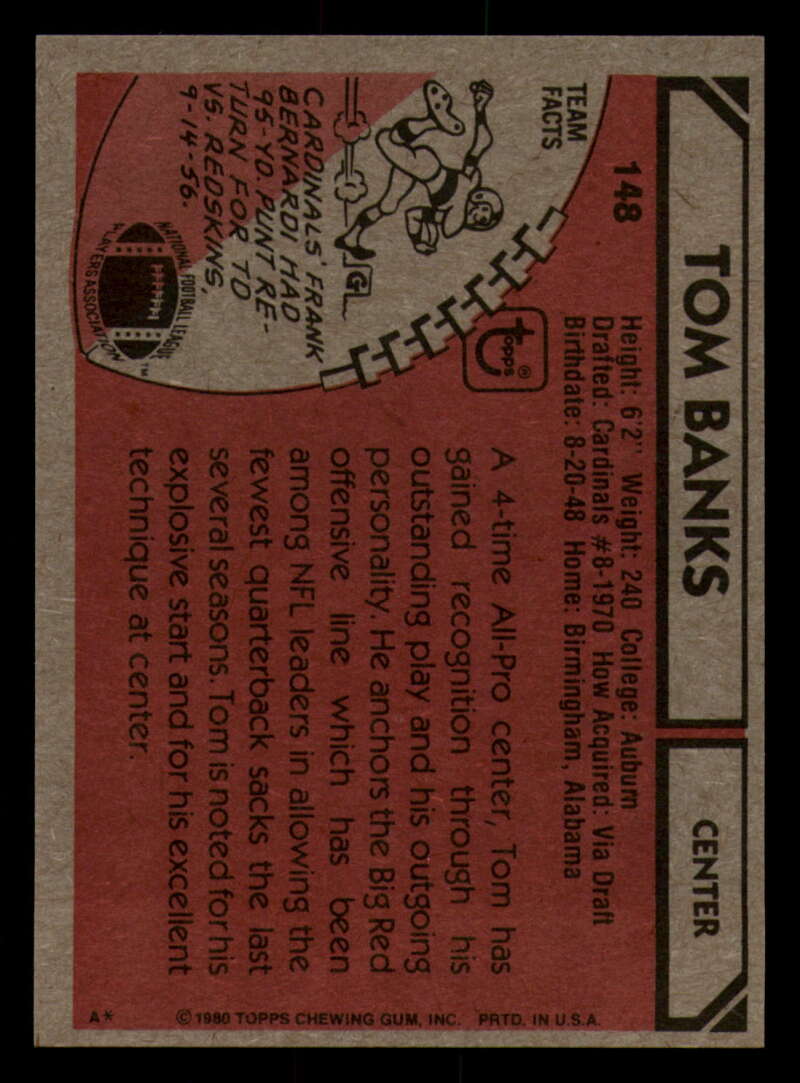 TOM BANKS
CENTER
148
Height: 6'2" Weight: 240 College: Auburn
Drafted: Cardinals #8-1970 How Acquired: Via Draft
Birthdate: 8-20-48 Home: Birmingham, Alabama
TEAM
FACTS
G
CARDINALS' FRANK
BERNARDI HAD
95-YD. PUNT RE-
TURN FOR TD
VS. REDSKINS,
9-14-56.
NATIONAL FOOTBALL LEAGUE
PLAYERS ASSOCIATION
™
topps®
A 4-time All-Pro center, Tom has
gained recognition through his
outstanding play and his outgoing
personality. He anchors the Big Red
offensive line which has been
among NFL leaders in allowing the
fewest quarterback sacks the last
several seasons. Tom is noted for his
explosive start and for his excellent
technique at center.
A* © 1980 TOPPS CHEWING GUM, INC. PRTD. IN U.S.A.